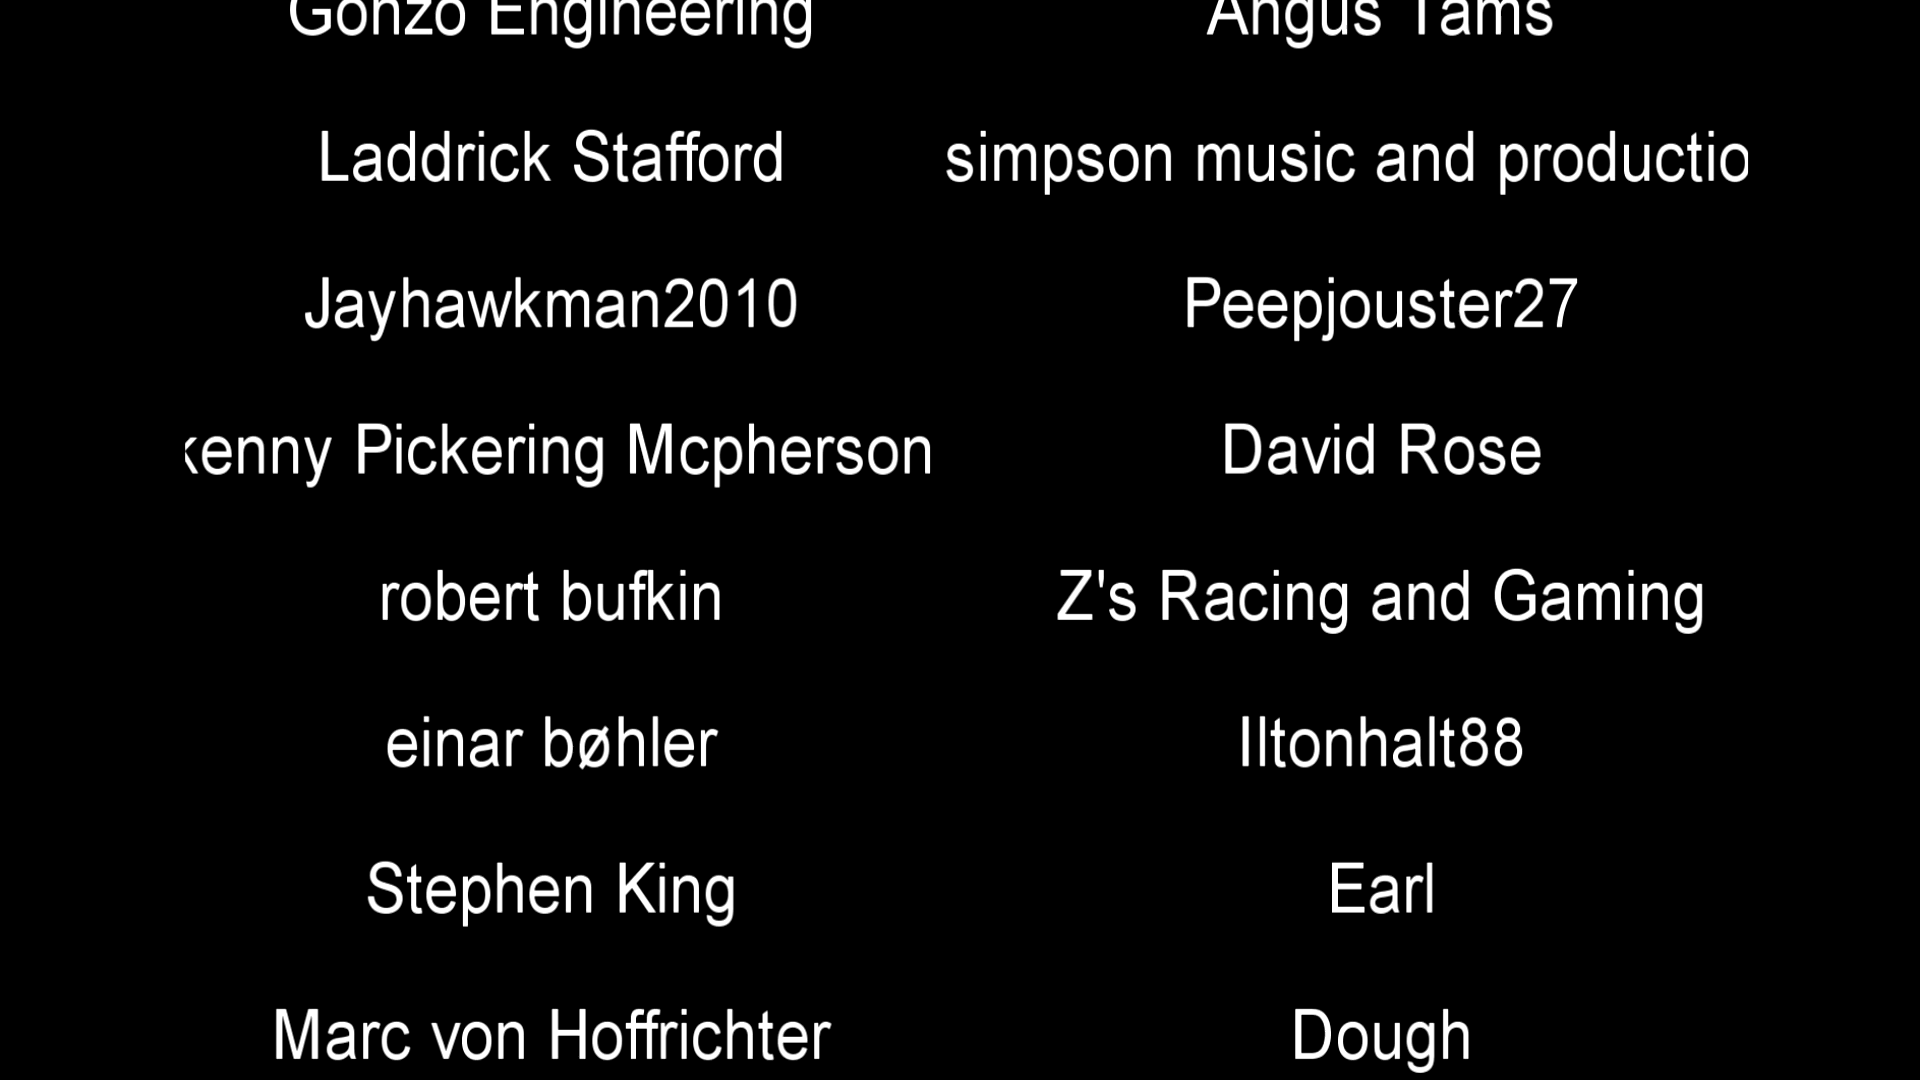 Gonzo Engineering Angus Tams
Laddrick Stafford simpson music and productio
Jayhawkman2010 Peepjouster27
kenny Pickering Mcpherson David Rose
robert bufkin Z's Racing and Gaming
einar bøhler Iltonhalt88
Stephen King Earl
Marc von Hoffrichter Dough